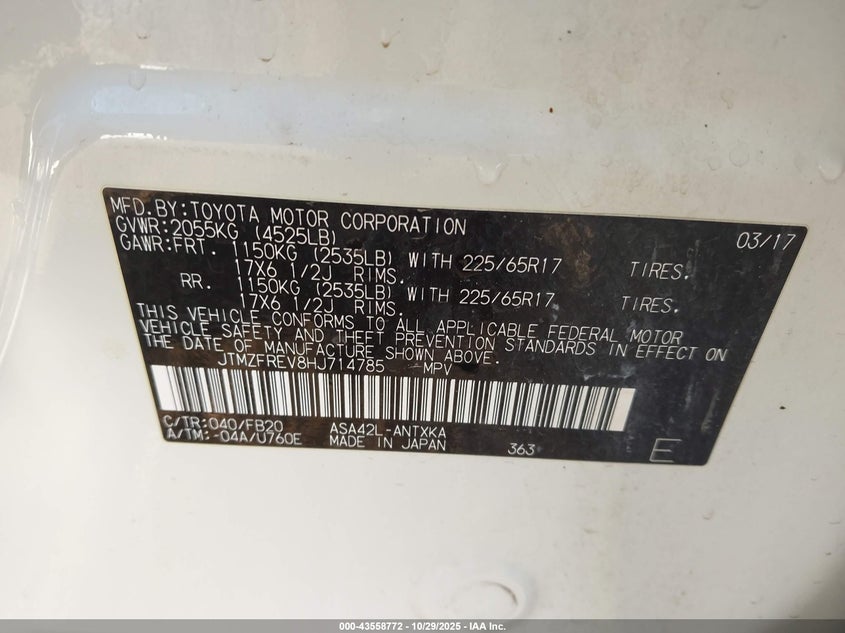 MFD.BY:TOYOTA MOTOR CORPORATION 03/17
GVWR:2055KG (4525LB)
GAWR:FRT. 1150KG (2535LB) WITH 225/65R17 TIRES.
17X6 1/2J RIMS.
RR. 1150KG (2535LB) WITH 225/65R17 TIRES.
17X6 1/2J RIMS.
THIS VEHICLE CONFORMS TO ALL APPLICABLE FEDERAL MOTOR
VEHICLE SAFETY AND THEFT PREVENTION STANDARDS IN EFFECT ON
THE DATE OF MANUFACTURE SHOWN ABOVE.
JTMZFREV8HJ714785 MPV
C/TR:040/FB20 ASA42L-ANTXKA
A/TM:-04A/U760E MADE IN JAPAN 363 E
000-43558772 - 10/29/2025 - IAA Inc.